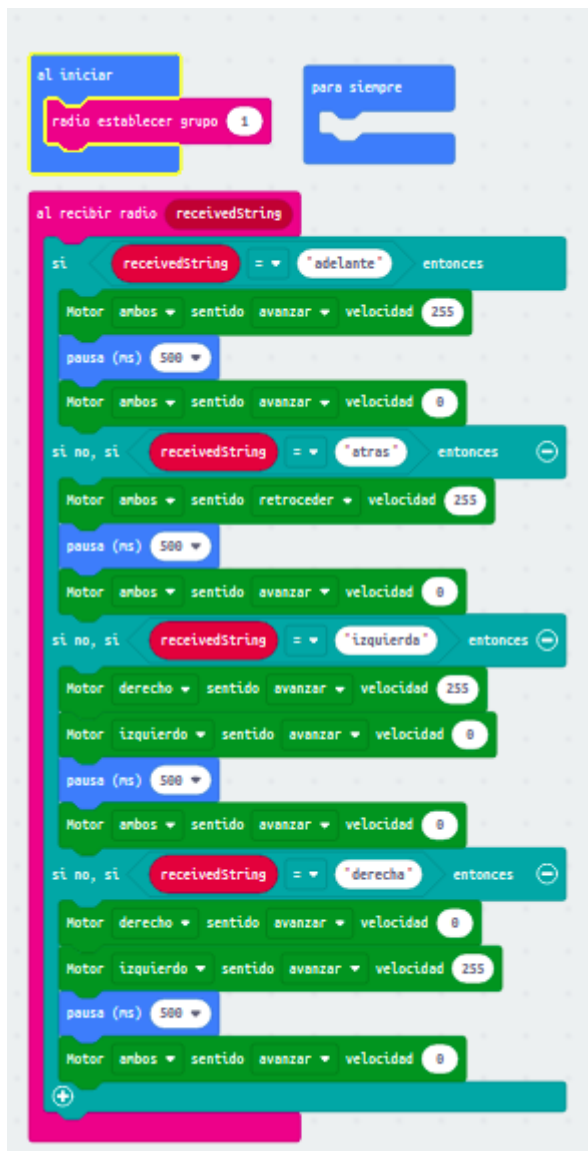 al iniciar
radio establecer grupo 1
para siempre
al recibir radio receivedString
si receivedString = "adelante" entonces
Motor ambos sentido avanzar velocidad 255
pausa (ms) 500
Motor ambos sentido avanzar velocidad 0
si no, si receivedString = "atras" entonces
Motor ambos sentido retroceder velocidad 255
pausa (ms) 500
Motor ambos sentido avanzar velocidad 0
si no, si receivedString = "izquierda" entonces
Motor derecho sentido avanzar velocidad 255
Motor izquierdo sentido avanzar velocidad 0
pausa (ms) 500
Motor ambos sentido avanzar velocidad 0
si no, si receivedString = "derecha" entonces
Motor derecho sentido avanzar velocidad 0
Motor izquierdo sentido avanzar velocidad 255
pausa (ms) 500
Motor ambos sentido avanzar velocidad 0